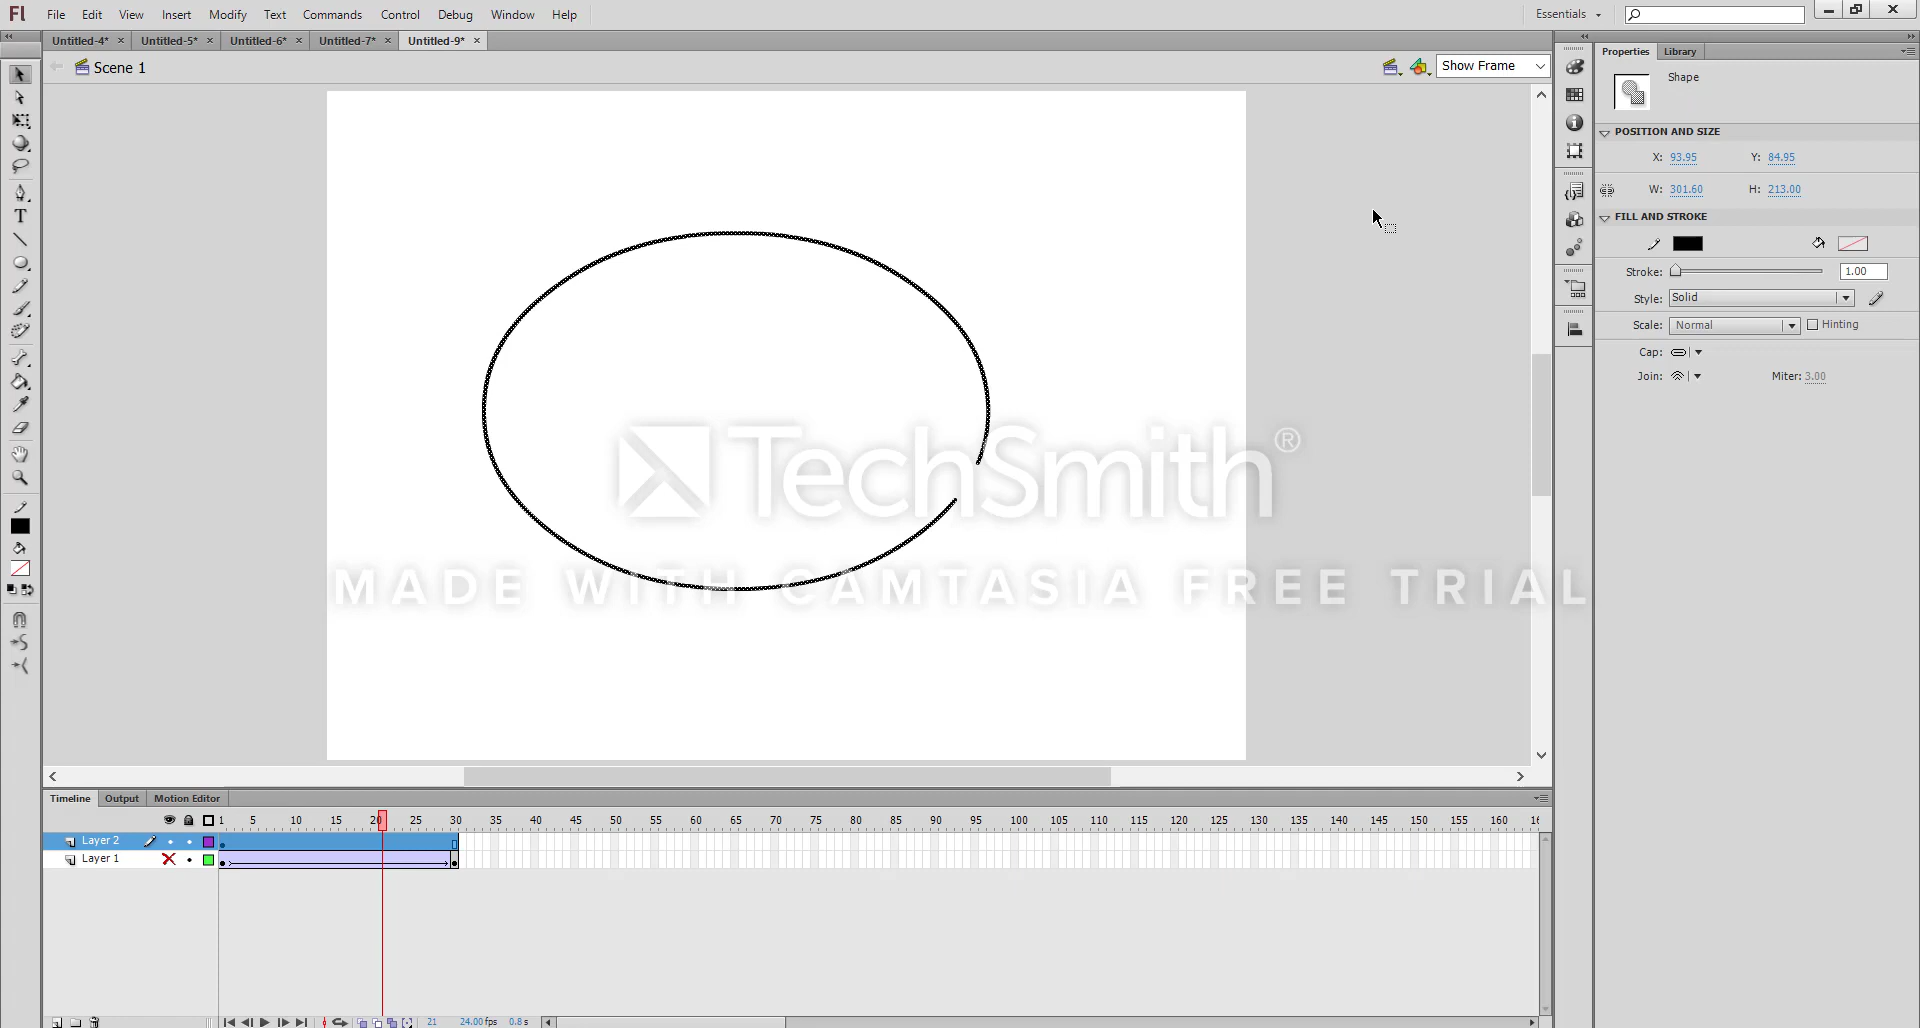 Fl File Edit View Insert Modify Text Commands Control Debug Window Help Essentials
Untitled-4* × Untitled-5* × Untitled-6* × Untitled-7* × Untitled-9* ×
Scene 1 Show Frame
Properties Library
Shape
POSITION AND SIZE
X: 93.95 Y: 84.95
W: 301.60 H: 213.00
FILL AND STROKE
Stroke: 1.00
Style: Solid
Scale: Normal Hinting
Cap:
Join: Miter: 3.00
T
TechSmith®
MADE WITH CAMTASIA FREE TRIAL
Timeline Output Motion Editor
1 5 10 15 20 25 30 35 40 45 50 55 60 65 70 75 80 85 90 95 100 105 110 115 120 125 130 135 140 145 150 155 160 16
Layer 2
Layer 1
21 24.00 fps 0.8 s